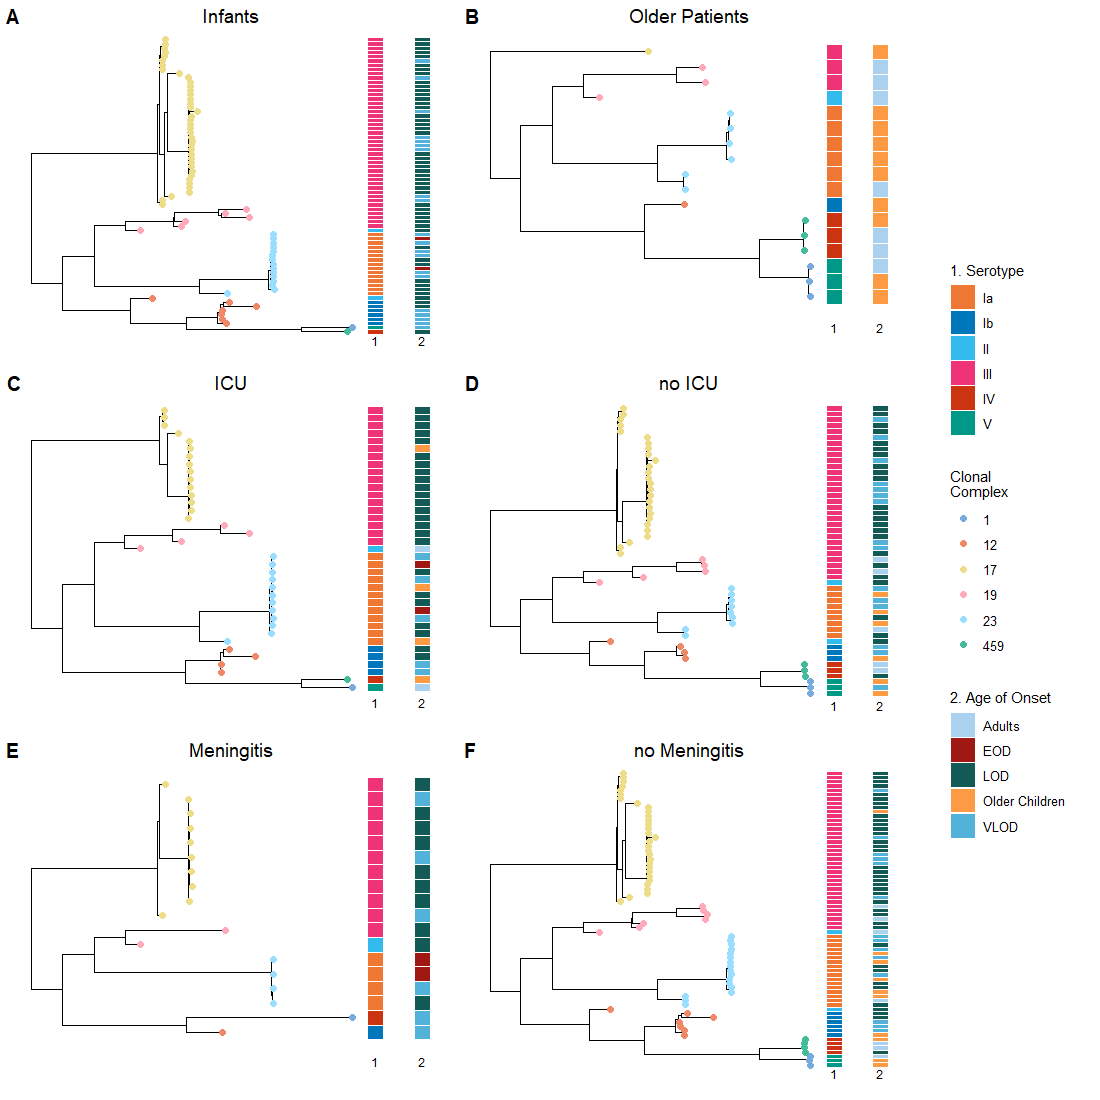 A
Infants
B
Older Patients
1 2
1 2
C
ICU
D
no ICU
1 2
1 2
E
Meningitis
F
no Meningitis
1 2
1 2
1. Serotype
Ia
Ib
II
III
IV
V
Clonal
Complex
1
12
17
19
23
459
2. Age of Onset
Adults
EOD
LOD
Older Children
VLOD